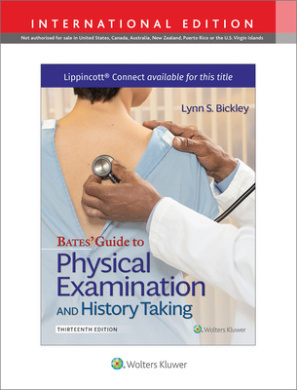 INTERNATIONAL EDITION
Not authorised for sale in United States, Canada, Australia, New Zealand, Puerto Rico or the U.S. Virgin Islands
Lippincott® Connect available for this title
Lynn S. Bickley
BATES' Guide to
Physical
Examination
AND History Taking
THIRTEENTH EDITION
Wolters Kluwer
Wolters Kluwer